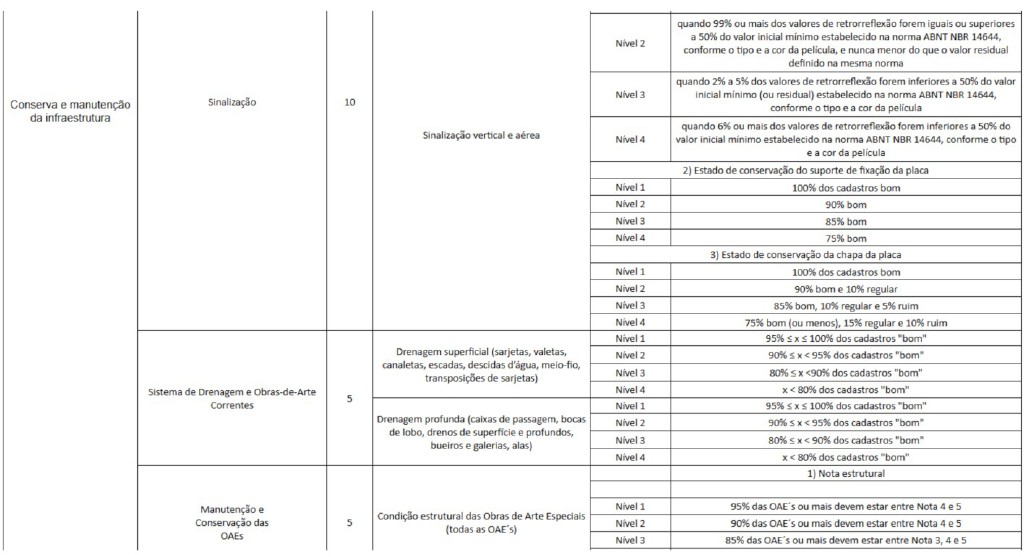 Conserva e manutenção
da infraestrutura
Sinalização
10
Sinalização vertical e aérea
Nível 2
quando 99% ou mais dos valores de retrorreflexão forem iguais ou superiores
a 50% do valor inicial mínimo estabelecido na norma ABNT NBR 14644,
conforme o tipo e a cor da película, e nunca menor do que o valor residual
definido na mesma norma
Nível 3
quando 2% a 5% dos valores de retrorreflexão forem inferiores a 50% do valor
inicial mínimo (ou residual) estabelecido na norma ABNT NBR 14644,
conforme o tipo e a cor da película
Nível 4
quando 6% ou mais dos valores de retrorreflexão forem inferiores a 50% do
valor inicial mínimo estabelecido na norma ABNT NBR 14644, conforme o tipo
e a cor da película
2) Estado de conservação do suporte de fixação da placa
Nível 1 100% dos cadastros bom
Nível 2 90% bom
Nível 3 85% bom
Nível 4 75% bom
3) Estado de conservação da chapa da placa
Nível 1 100% dos cadastros bom
Nível 2 90% bom e 10% regular
Nível 3 85% bom, 10% regular e 5% ruim
Nível 4 75% bom (ou menos), 15% regular e 10% ruim
Sistema de Drenagem e Obras-de-Arte
Correntes
5
Drenagem superficial (sarjetas, valetas,
canaletas, escadas, descidas d'água, meio-fio,
transposições de sarjetas)
Nível 1 95% ≤ x ≤ 100% dos cadastros "bom"
Nível 2 90% ≤ x < 95% dos cadastros "bom"
Nível 3 80% ≤ x <90% dos cadastros "bom"
Nível 4 x < 80% dos cadastros "bom"
Drenagem profunda (caixas de passagem, bocas
de lobo, drenos de superfície e profundos,
bueiros e galerias, alas)
Nível 1 95% ≤ x ≤ 100% dos cadastros "bom"
Nível 2 90% ≤ x < 95% dos cadastros "bom"
Nível 3 80% ≤ x < 90% dos cadastros "bom"
Nível 4 x < 80% dos cadastros "bom"
Manutenção e
Conservação das
OAEs
5
Condição estrutural das Obras de Arte Especiais
(todas as OAE´s)
1) Nota estrutural
Nível 1 95% das OAE´s ou mais devem estar entre Nota 4 e 5
Nível 2 90% das OAE´s ou mais devem estar entre Nota 4 e 5
Nível 3 85% das OAE´s ou mais devem estar entre Nota 3, 4 e 5